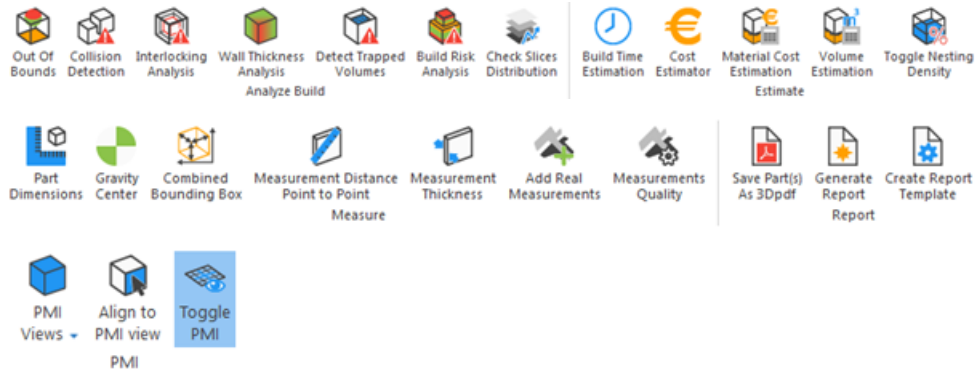 Out Of Collision Interlocking Wall Thickness Detect Trapped Build Risk Check Slices Build Time Cost Material Cost Volume Toggle Nesting
Bounds Detection Analysis Analysis Volumes Analysis Distribution Estimation Estimator Estimation Estimation Density
Analyze Build Estimate
Part Gravity Combined Measurement Distance Measurement Add Real Measurements Save Part(s) Generate Create Report
Dimensions Center Bounding Box Point to Point Thickness Measurements Quality As 3Dpdf Report Template
Measure Report
PMI Align to Toggle
Views PMI view PMI
PMI